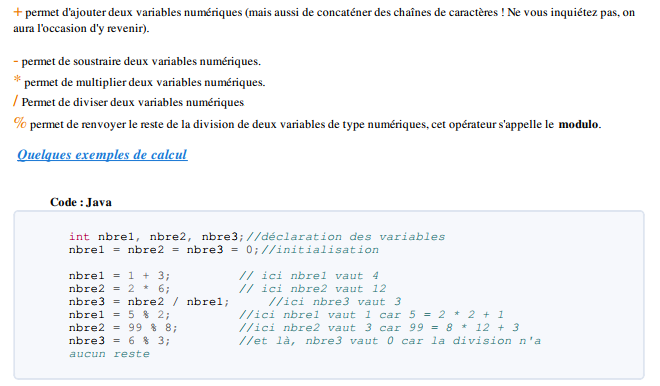 + permet d'ajouter deux variables numériques (mais aussi de concaténer des chaînes de caractères ! Ne vous inquiétez pas, on
aura l'occasion d'y revenir).
- permet de soustraire deux variables numériques.
* permet de multiplier deux variables numériques.
/ Permet de diviser deux variables numériques
% permet de renvoyer le reste de la division de deux variables de type numériques, cet opérateur s'appelle le modulo.
Quelques exemples de calcul
Code : Java
int nbre1, nbre2, nbre3;//déclaration des variables
nbre1 = nbre2 = nbre3 = 0;//initialisation
nbre1 = 1 + 3; // ici nbre1 vaut 4
nbre2 = 2 * 6; // ici nbre2 vaut 12
nbre3 = nbre2 / nbre1; //ici nbre3 vaut 3
nbre1 = 5 % 2; //ici nbre1 vaut 1 car 5 = 2 * 2 + 1
nbre2 = 99 % 8; //ici nbre2 vaut 3 car 99 = 8 * 12 + 3
nbre3 = 6 % 3; //et là, nbre3 vaut 0 car la division n'a
aucun reste